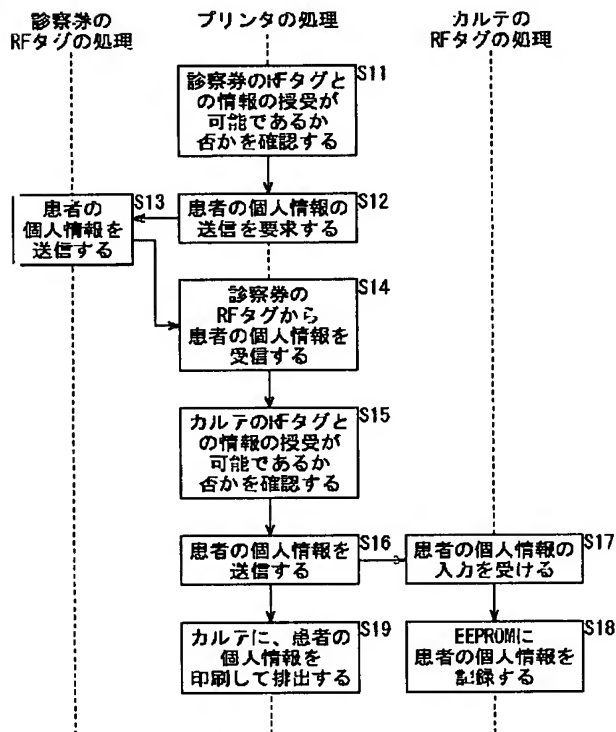 診察券の
RFタグの処理
プリンタの処理
カルテの
RFタグの処理
S11
診察券のRFタグと
の情報の授受が
可能であるか
否かを確認する
S12
患者の個人情報の
送信を要求する
S13
患者の
個人情報を
送信する
S14
診察券の
RFタグから
患者の個人情報を
受信する
S15
カルテのRFタグと
の情報の授受が
可能であるか
否かを確認する
S16
患者の個人情報を
送信する
S17
患者の個人情報の
入力を受ける
S18
EEPROMに
患者の個人情報を
記録する
S19
カルテに、患者の
個人情報を
印刷して排出する